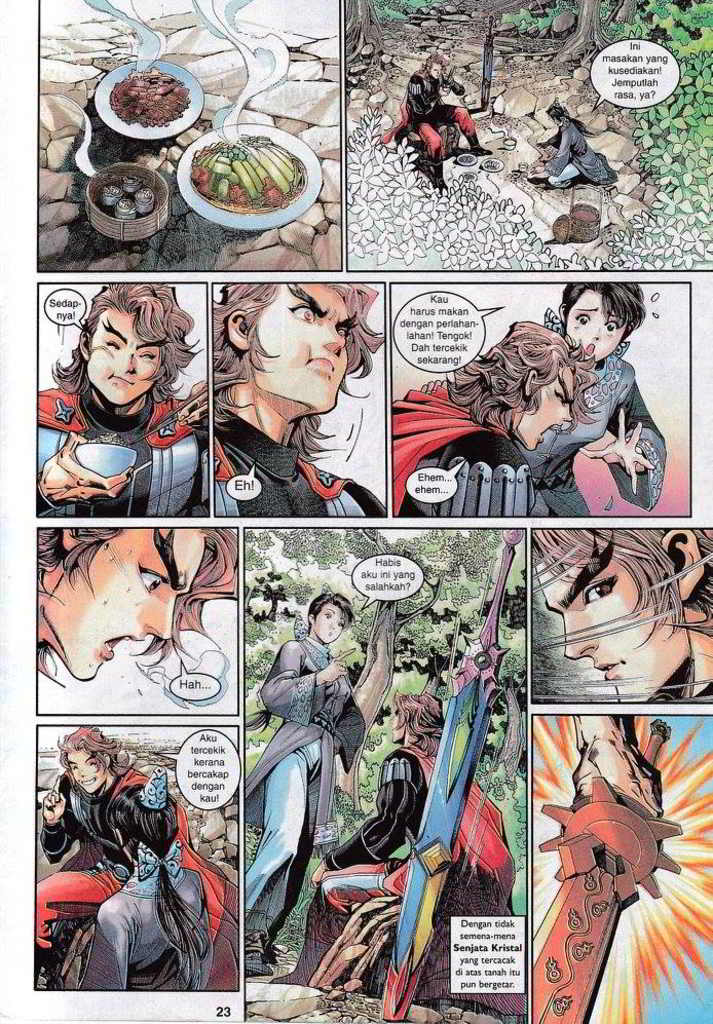 Ini
masakan yang
kusediakan!
Jemputlah
rasa, ya?
Sedap-
nya!
Eh!
Kau
harus makan
dengan perlahan-
lahan! Tengok!
Dah tercekik
sekarang!
Ehem...
ehem...
Hah...
Aku
tercekik
kerana
bercakap
dengan
kau!
Habis
aku ini yang
salahkah?
Dengan tidak
semena-mena
Senjata Kristal
yang tercacak
di atas tanah itu
pun bergetar.
23